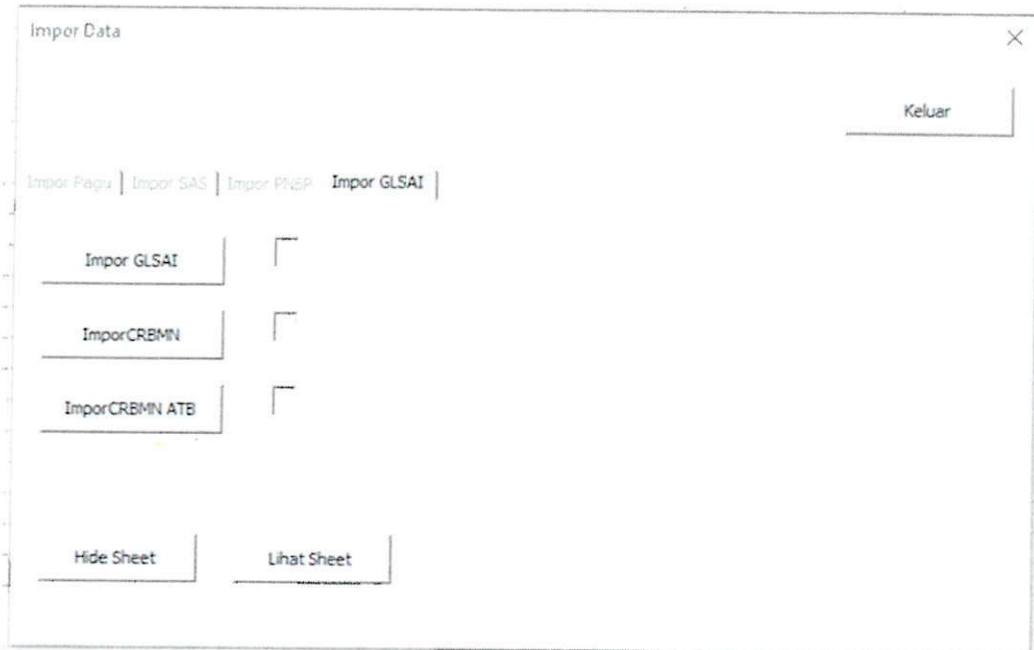 Impor Data
Keluar
Impor Pagu Impor SAS Impor PNBP Impor GLSAI
Impor GLSAI
ImporCRBMN
ImporCRBMN ATB
Hide Sheet Lihat Sheet